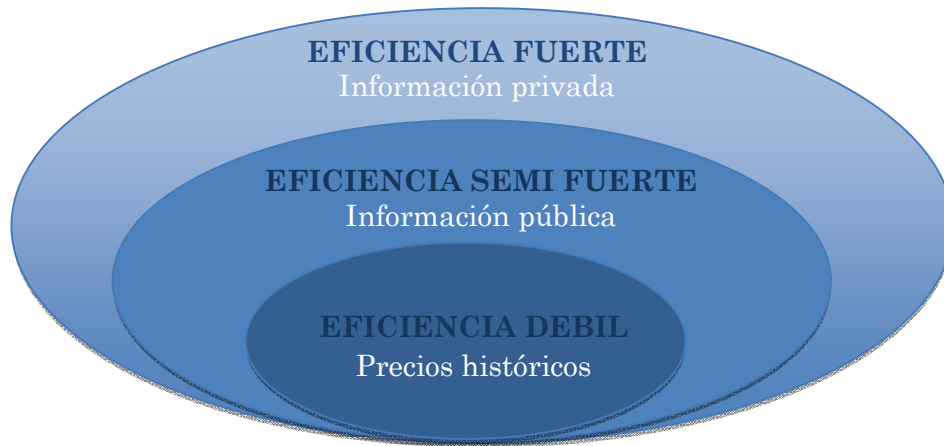 EFICIENCIA FUERTE
Información privada
EFICIENCIA SEMI FUERTE
Información pública
EFICIENCIA DEBIL
Precios históricos